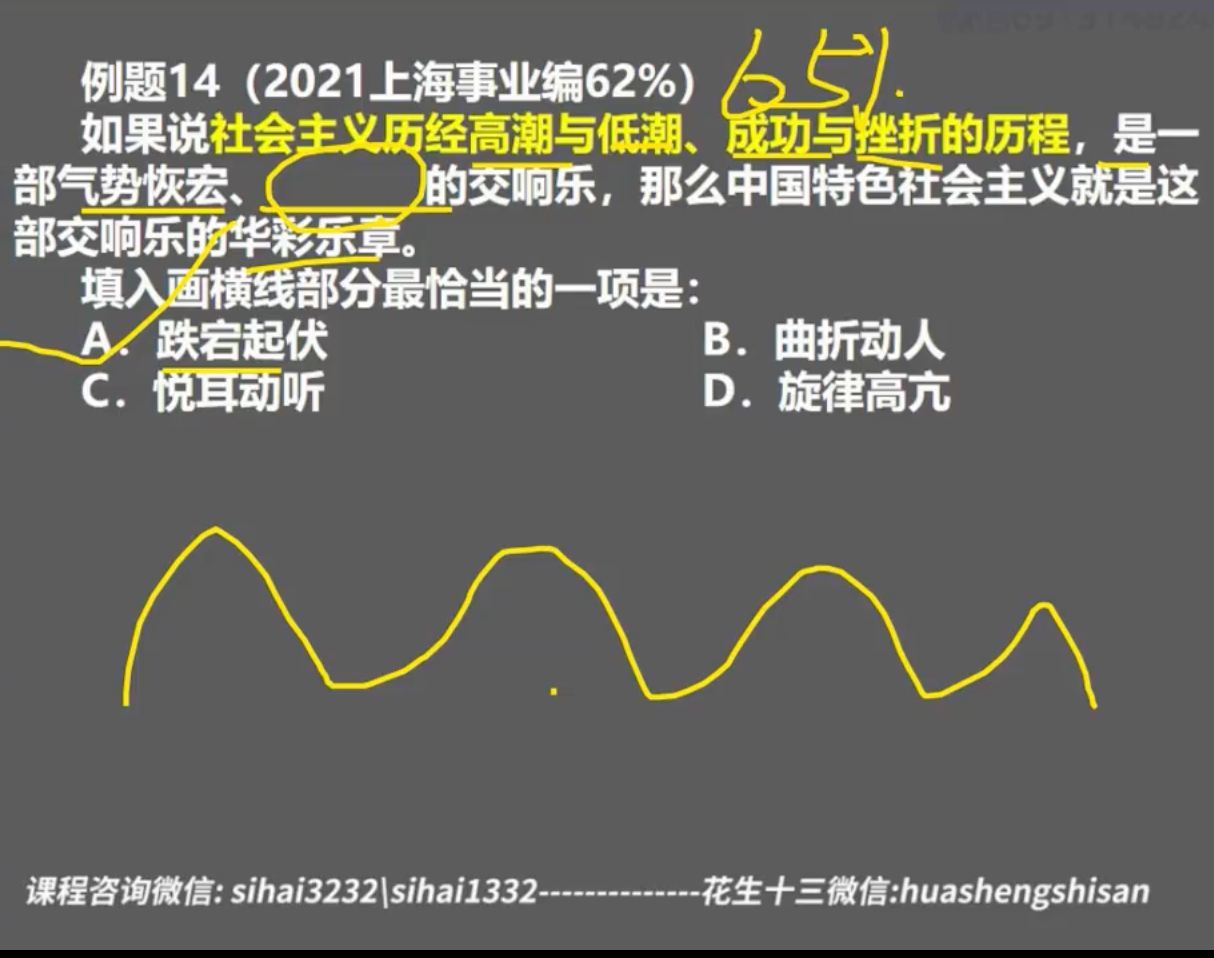 例题14（2021上海事业编62%） 651.
如果说社会主义历经高潮与低潮、成功与挫折的历程，是一
部气势恢宏、 的交响乐，那么中国特色社会主义就是这
部交响乐的华彩乐章。
填入画横线部分最恰当的一项是：
A．跌宕起伏 B．曲折动人
C．悦耳动听 D．旋律高亢
课程咨询微信: sihai3232\sihai1332--------------花生十三微信:huashengshisan